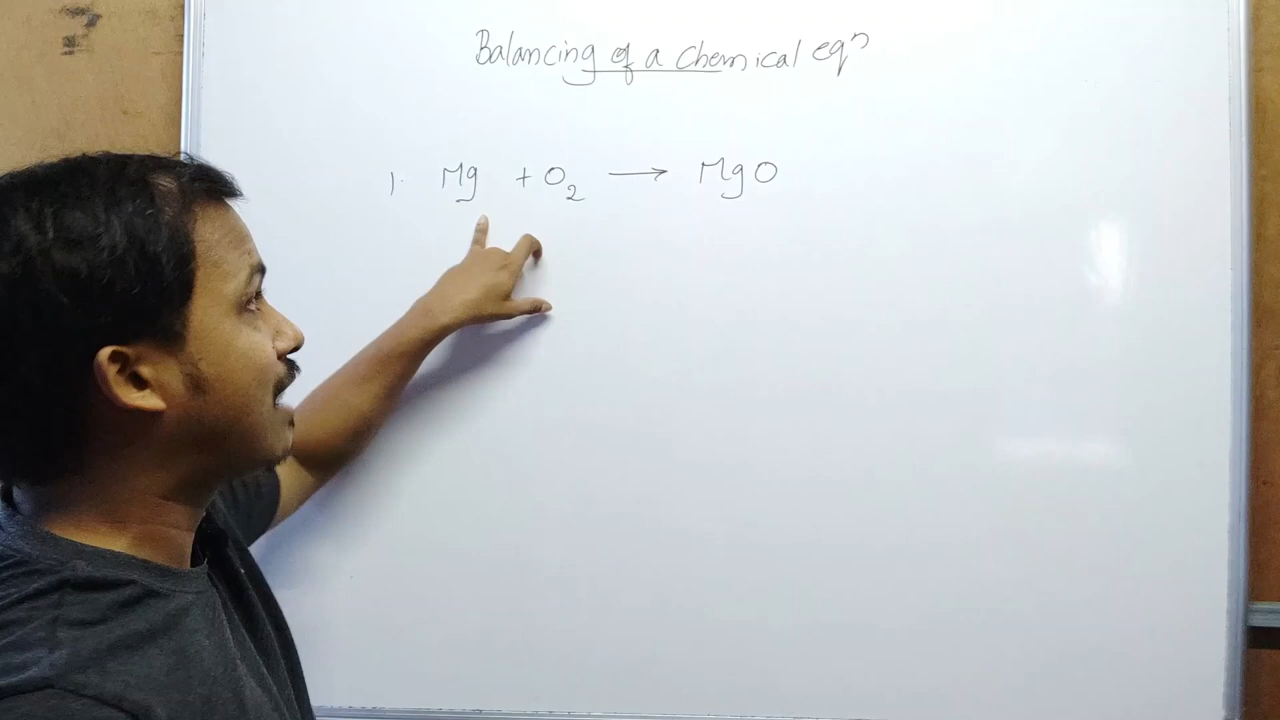 Balancing of a Chemical eqⁿ
1. Mg + O₂ → MgO